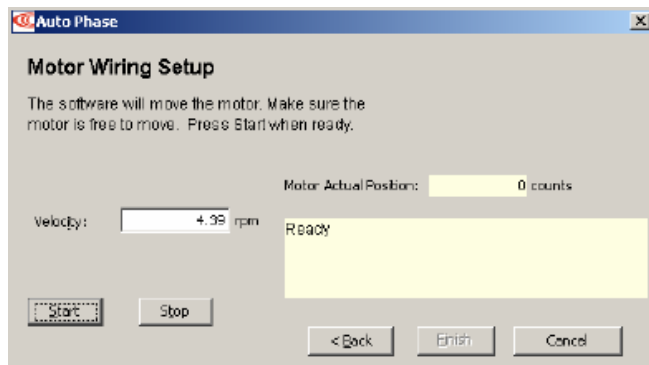 Auto Phase
Motor Wiring Setup
The software will move the motor. Make sure the
motor is free to move. Press Start when ready.
Motor Actual Position: 0 counts
Velocity: 4.39 rpm
Ready
Start Stop
< Back Finish Cancel